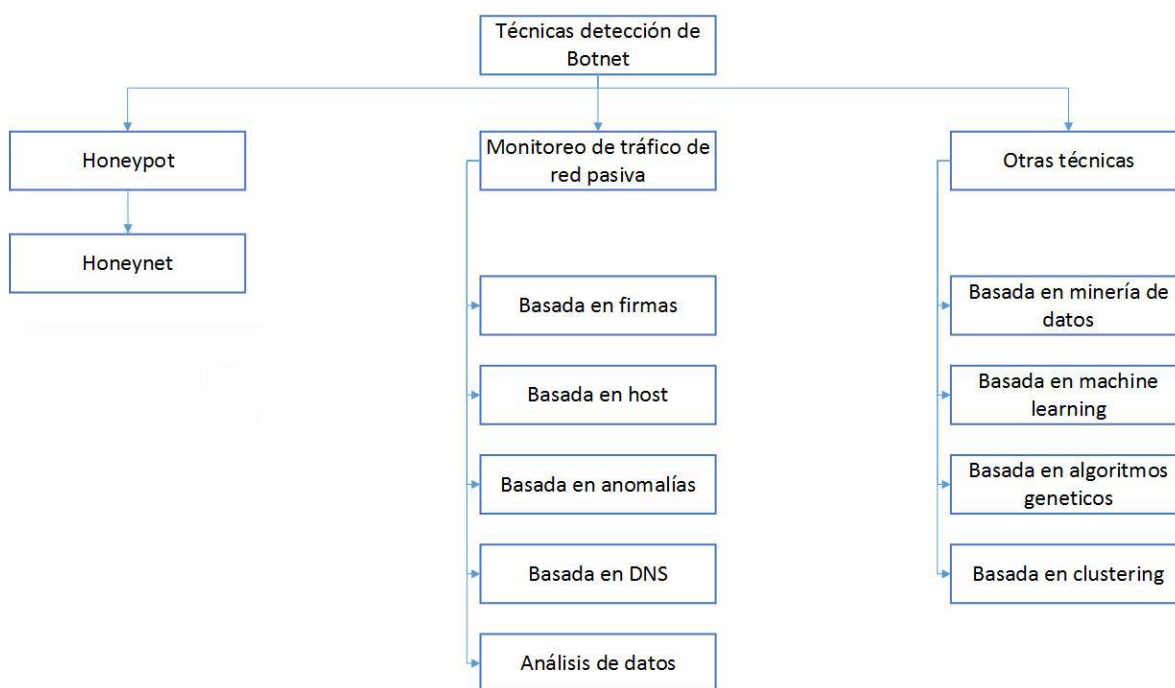 Técnicas detección de
Botnet
Honeypot
Honeynet
Monitoreo de tráfico de
red pasiva
Basada en firmas
Basada en host
Basada en anomalías
Basada en DNS
Análisis de datos
Otras técnicas
Basada en minería de
datos
Basada en machine
learning
Basada en algoritmos
geneticos
Basada en clustering